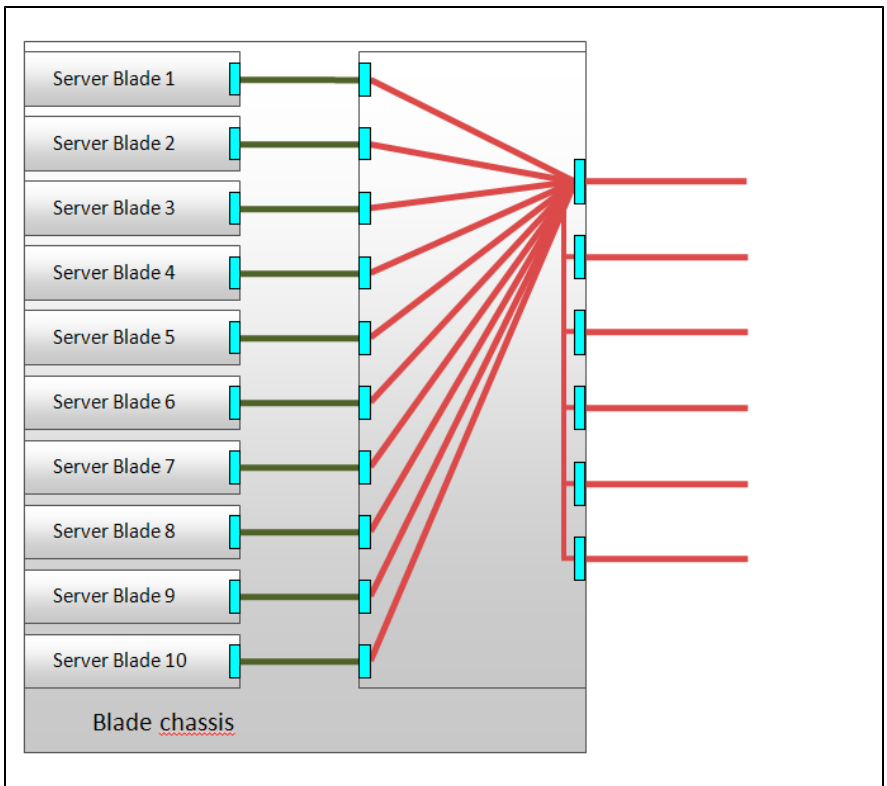 Server Blade 1
Server Blade 2
Server Blade 3
Server Blade 4
Server Blade 5
Server Blade 6
Server Blade 7
Server Blade 8
Server Blade 9
Server Blade 10
Blade chassis